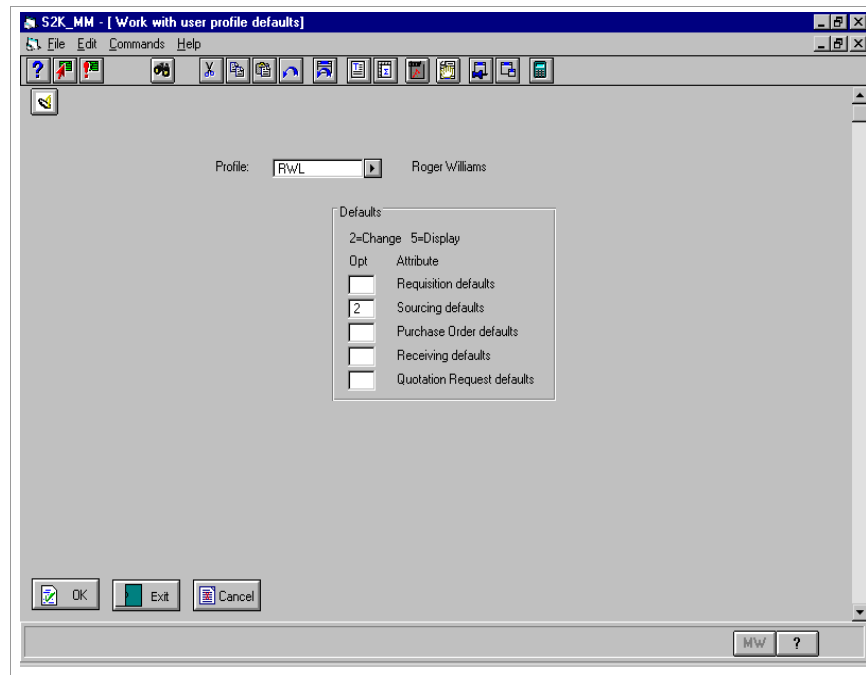 S2K_MM - [ Work with user profile defaults]
File Edit Commands Help
Profile: RWL Roger Williams
Defaults
2=Change 5=Display
Opt Attribute
Requisition defaults
2 Sourcing defaults
Purchase Order defaults
Receiving defaults
Quotation Request defaults
OK Exit Cancel
MW ?